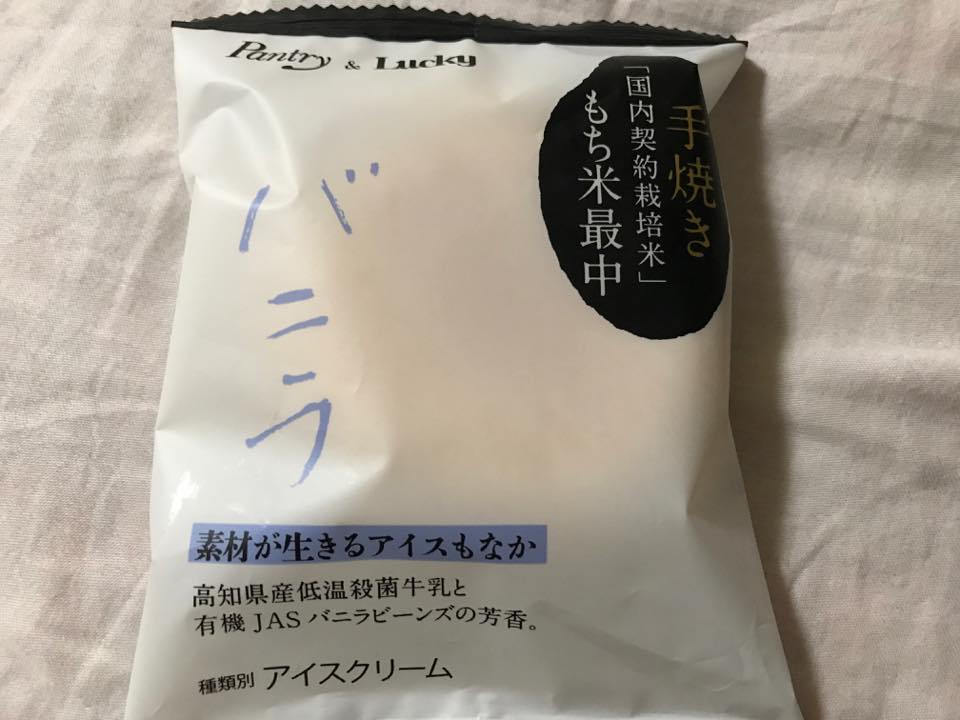 Pantry & Lucky
手焼き
「国内契約栽培米」
もち米最中
バニラ
素材が生きるアイスもなか
高知県産低温殺菌牛乳と
有機JASバニラビーンズの芳香。
種類別 アイスクリーム